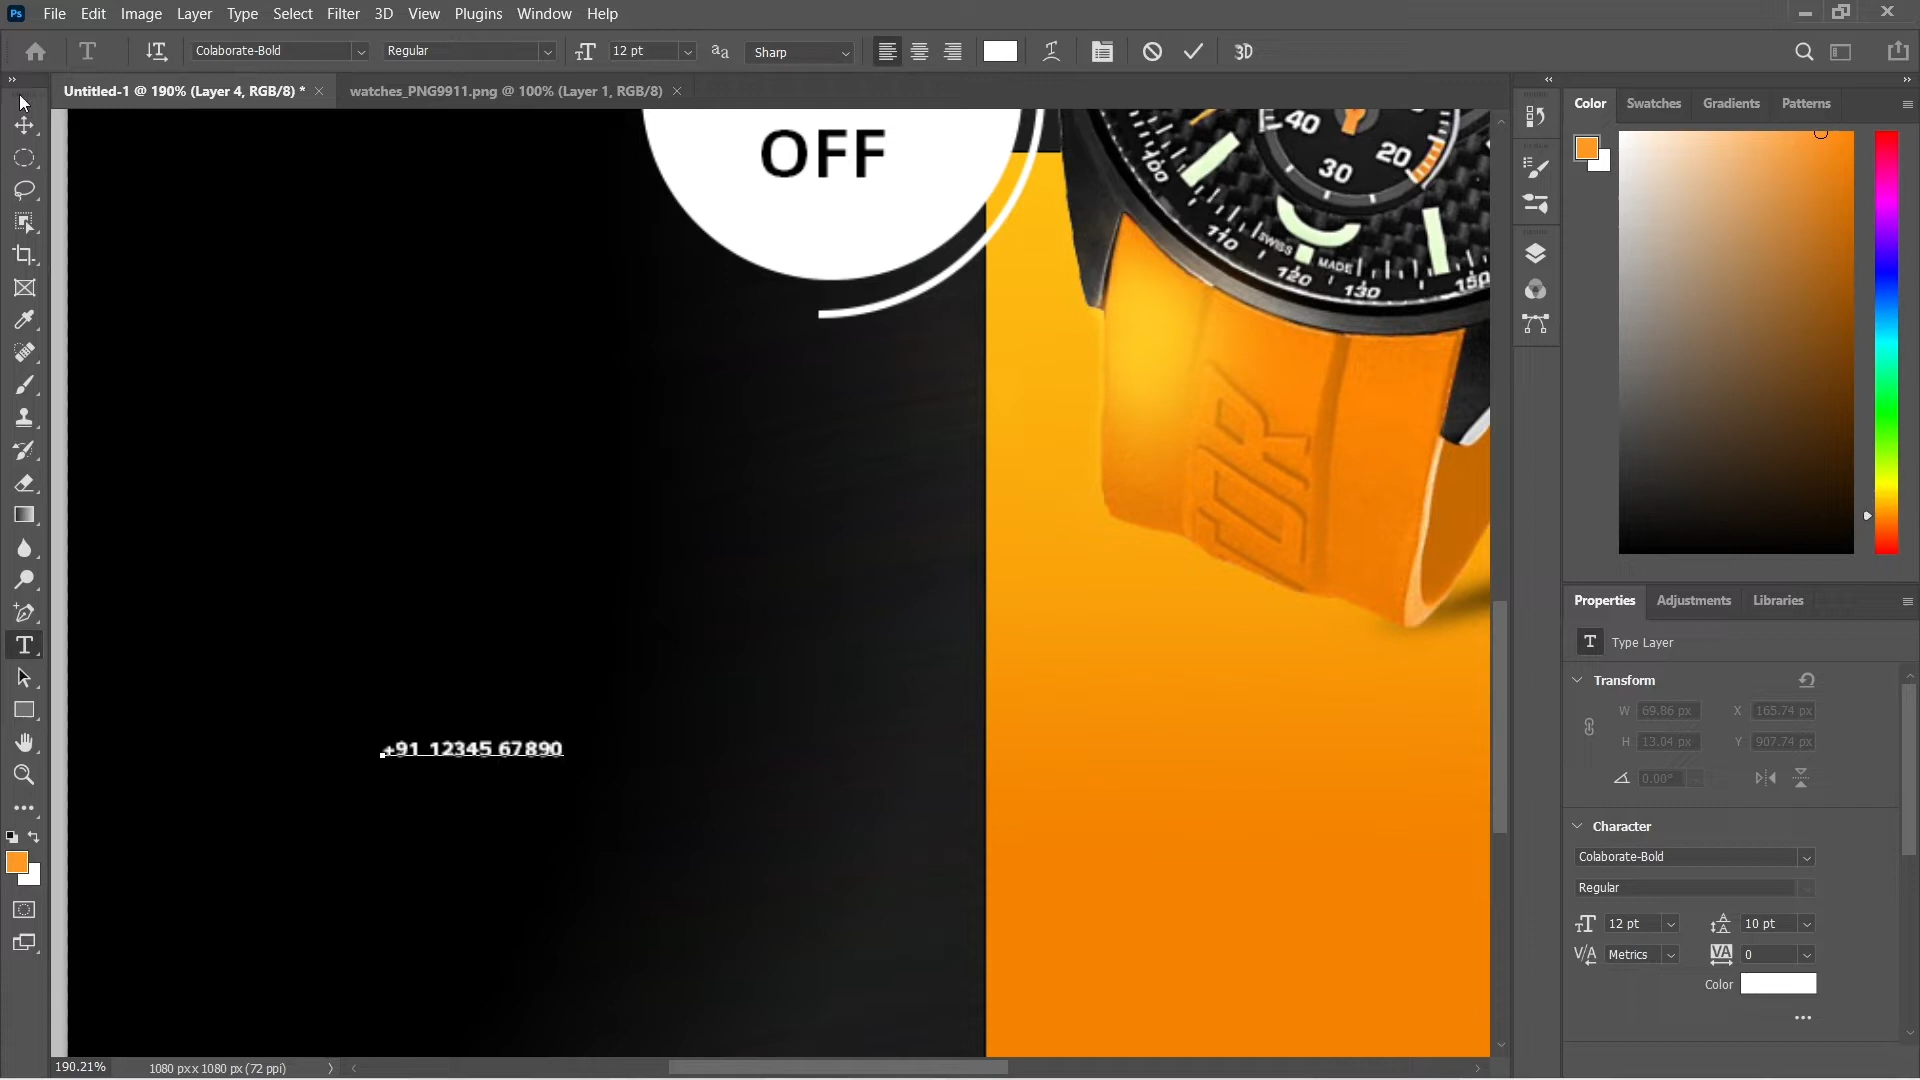 Ps File Edit Image Layer Type Select Filter 3D View Plugins Window Help
T Colaborate-Bold Regular 12 pt aa Sharp 3D
Untitled-1 @ 190% (Layer 4, RGB/8) * × watches_PNG9911.png @ 100% (Layer 1, RGB/8) ×
Color Swatches Gradients Patterns
OFF
40
30
20
100
110
SWISS MADE
120
130
150
+91 12345 67890
Properties Adjustments Libraries
T Type Layer
Transform
W 69.86 px X 165.74 px
H 13.04 px Y 907.74 px
0.00°
Character
Colaborate-Bold
Regular
12 pt 10 pt
Metrics 0
Color
190.21% 1080 px x 1080 px (72 ppi)